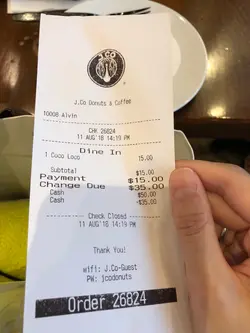 J.CO
J.Co Donuts & Coffee
10008 Alvin
CHK 26824
11 AUG'18 14:19 PM
Dine In
1 Coco Loco 15.00
Subtotal $15.00
Payment $15.00
Change Due $35.00
Cash $50.00
Cash $35.00
Check Closed
11 AUG'18 14:19 PM
Thank You!
wifi: J.Co-Guest
PW: jcodonuts
Order 26824